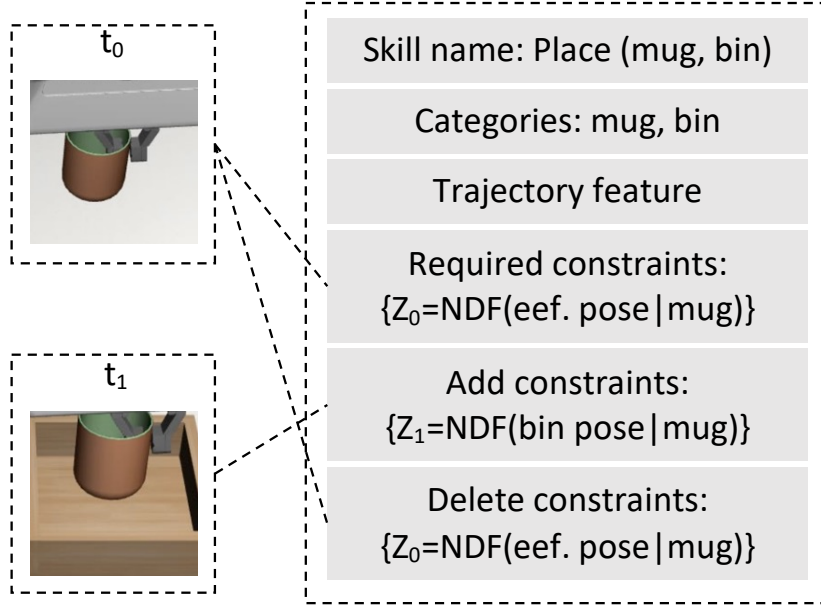 t₀
t₁
Skill name: Place (mug, bin)
Categories: mug, bin
Trajectory feature
Required constraints:
{Z₀=NDF(eef. pose|mug)}
Add constraints:
{Z₁=NDF(bin pose|mug)}
Delete constraints:
{Z₀=NDF(eef. pose|mug)}